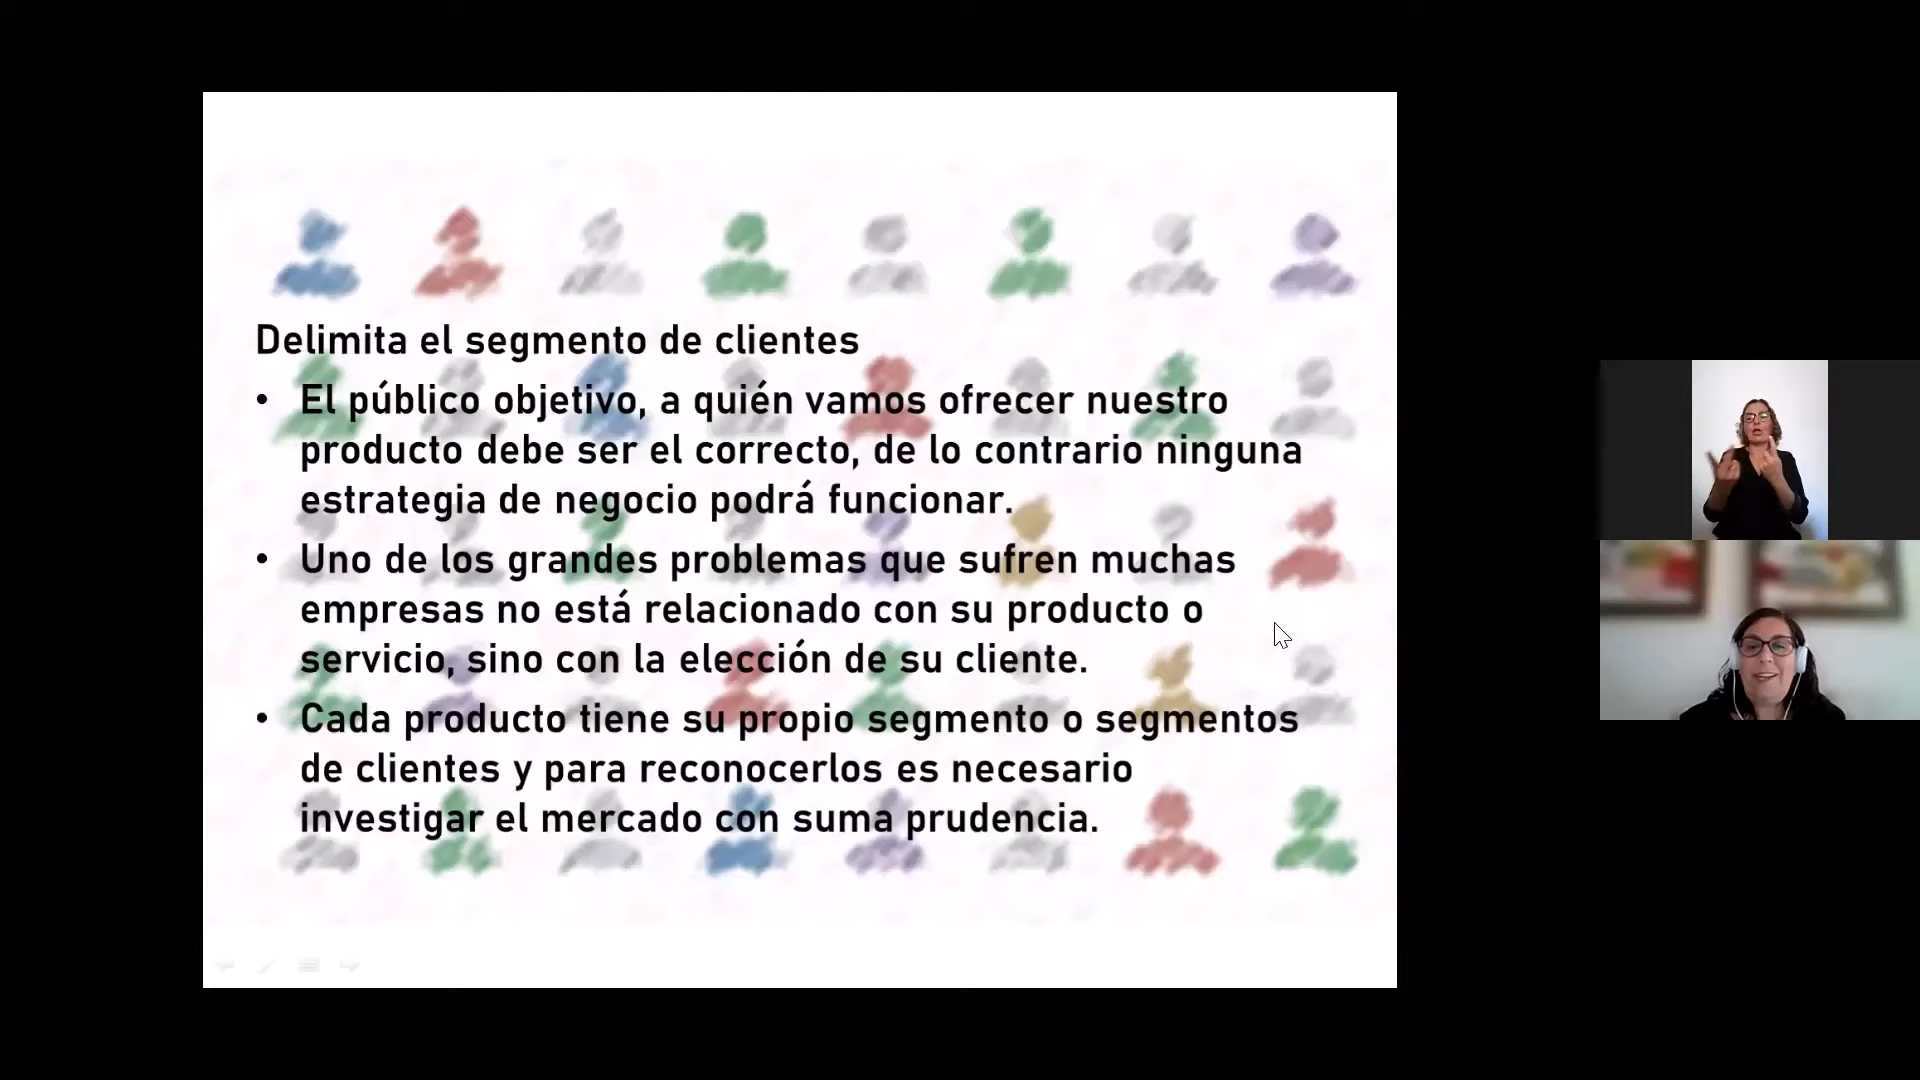 Delimita el segmento de clientes
• El público objetivo, a quién vamos ofrecer nuestro
producto debe ser el correcto, de lo contrario ninguna
estrategia de negocio podrá funcionar.
• Uno de los grandes problemas que sufren muchas
empresas no está relacionado con su producto o
servicio, sino con la elección de su cliente.
• Cada producto tiene su propio segmento o segmentos
de clientes y para reconocerlos es necesario
investigar el mercado con suma prudencia.